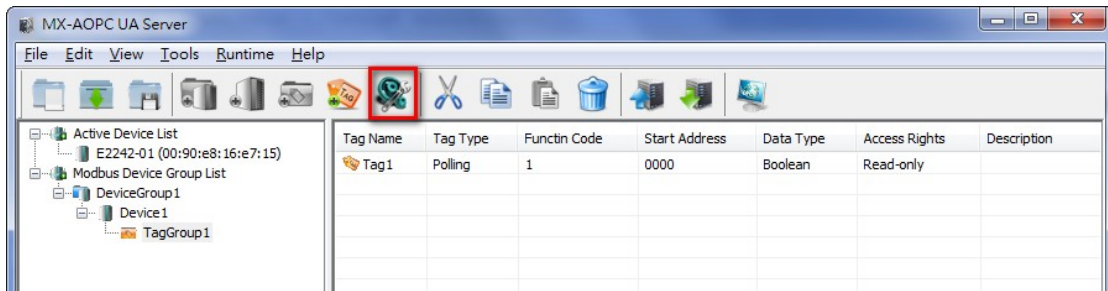 MX-AOPC UA Server
File Edit View Tools Runtime Help
TAG
Active Device List
E2242-01 (00:90:e8:16:e7:15)
Modbus Device Group List
DeviceGroup1
Device1
TagGroup1
Tag Name Tag Type Functin Code Start Address Data Type Access Rights Description
Tag1 Polling 1 0000 Boolean Read-only